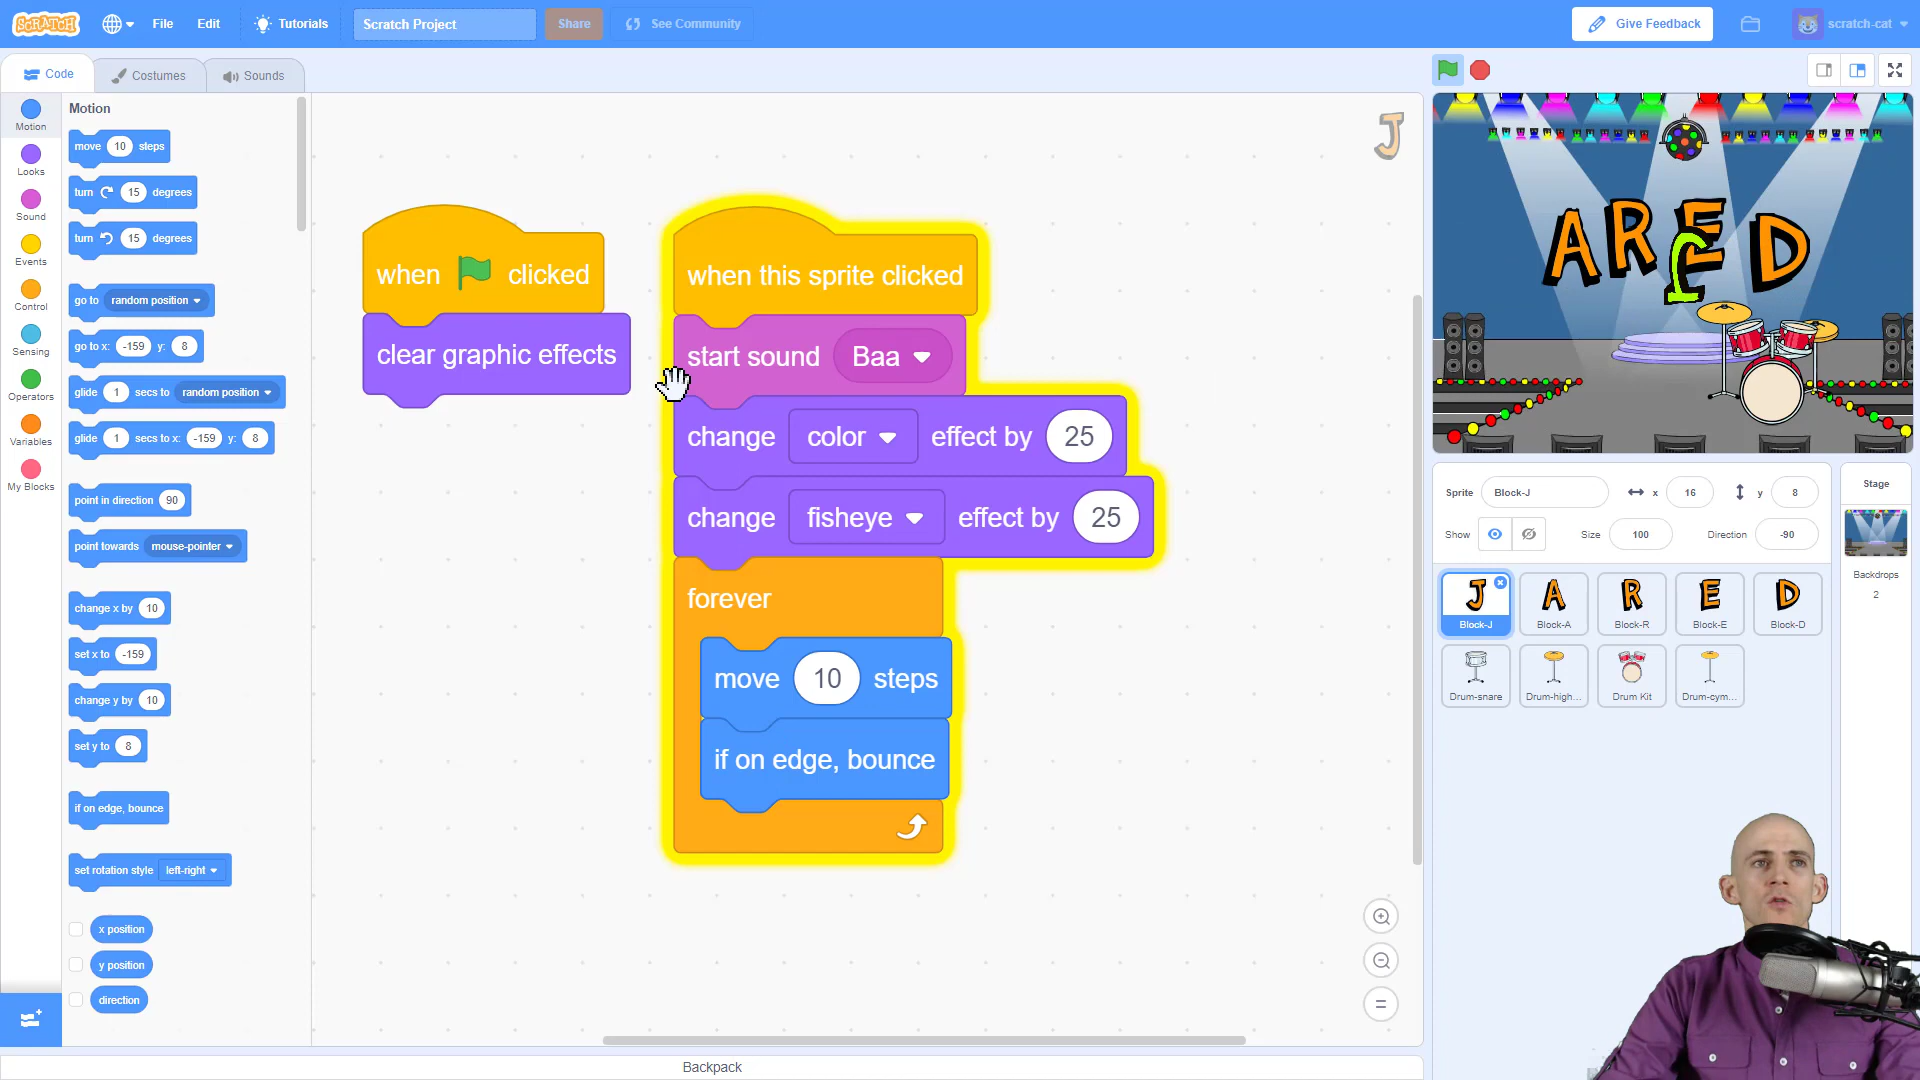 SCRATCH
File
Edit
Tutorials
Scratch Project
Share
See Community
Give Feedback
scratch-cat
Code
Costumes
Sounds
Motion
Looks
Sound
Events
Control
Sensing
Operators
Variables
My Blocks
Motion
move 10 steps
turn 15 degrees
turn 15 degrees
go to random position
go to x: -159 y: 8
glide 1 secs to random position
glide 1 secs to x: -159 y: 8
point in direction 90
point towards mouse-pointer
change x by 10
set x to -159
change y by 10
set y to 8
if on edge, bounce
set rotation style left-right
x position
y position
direction
when clicked
clear graphic effects
when this sprite clicked
start sound Baa
change color effect by 25
change fisheye effect by 25
forever
move 10 steps
if on edge, bounce
J
=
Backpack
ARED
J
Sprite Block-J x 16 y 8
Show Size 100 Direction -90
J A R E D
Block-J Block-A Block-R Block-E Block-D
Drum-snare Drum-high... Drum Kit Drum-cym...
Stage
Backdrops
2